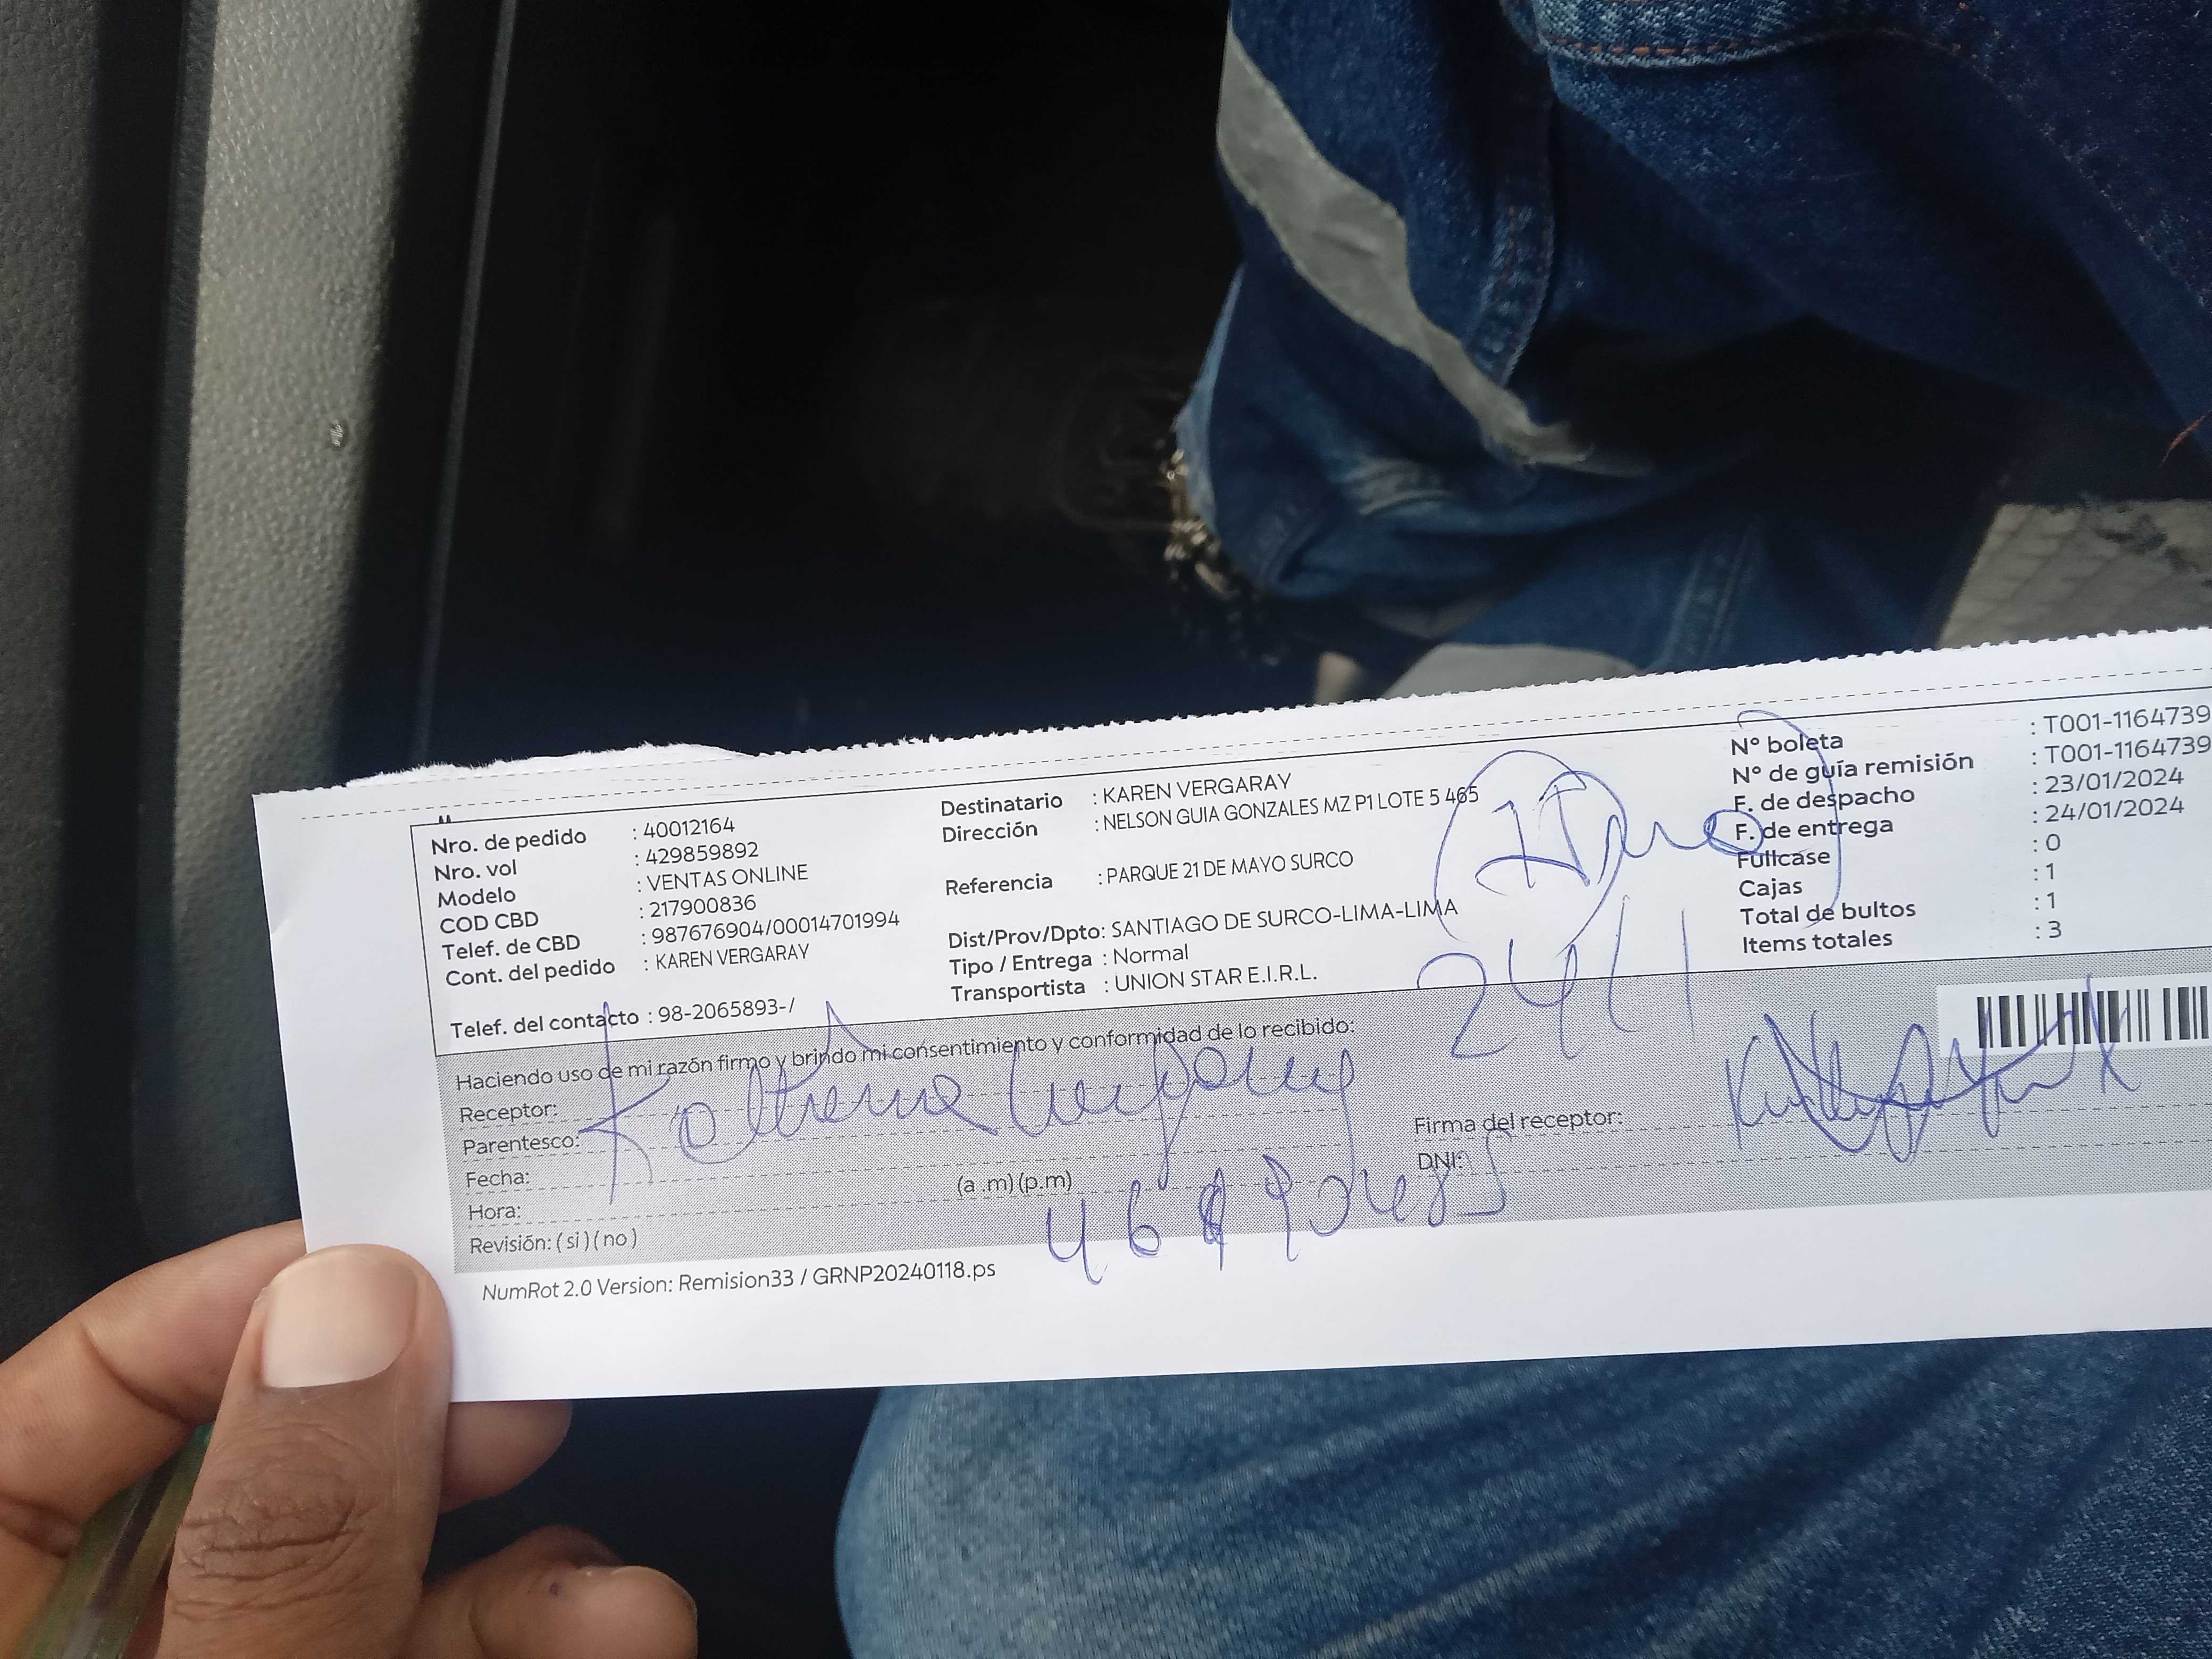 Nro. de pedido : 40012164
Nro. vol : 429859892
Modelo : VENTAS ONLINE
COD CBD : 217900836
Telef. de CBD : 987676904/00014701994
Cont. del pedido : KAREN VERGARAY
Telef. del contacto : 98-2065893-/
Destinatario : KAREN VERGARAY
Dirección : NELSON GUIA GONZALES MZ P1 LOTE 5 465
Referencia : PARQUE 21 DE MAYO SURCO
Dist/Prov/Dpto: SANTIAGO DE SURCO-LIMA-LIMA
Tipo / Entrega : Normal
Transportista : UNION STAR E.I.R.L.
N° boleta : T001-1164739
N° de guía remisión : T001-1164739
F. de despacho : 23/01/2024
F. de entrega : 24/01/2024
Fullcase : 0
Cajas : 1
Total de bultos : 1
Items totales : 3
Haciendo uso de mi razón firmo y brindo mi consentimiento y conformidad de lo recibido:
Receptor:
Parentesco:
Fecha:
Hora: (a .m) (p.m)
Revisión: ( si ) ( no )
Firma del receptor:
DNI:
NumRot 2.0 Version: Remision33 / GRNP20240118.ps